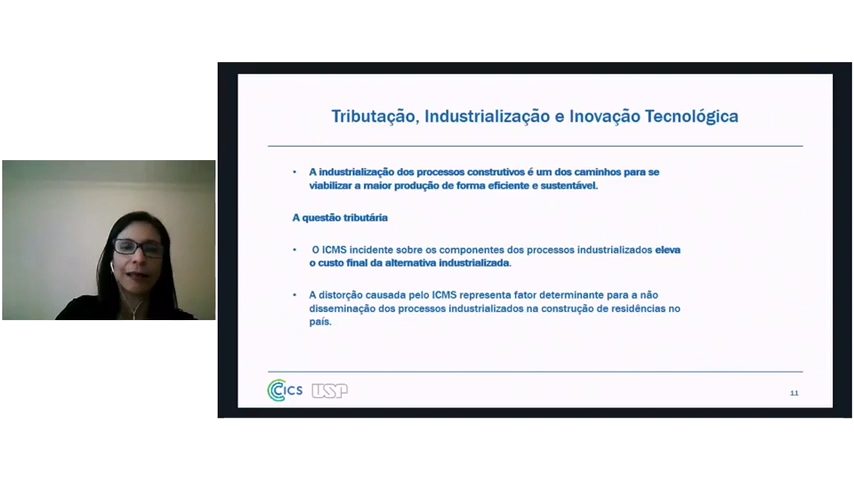 Tributação, Industrialização e Inovação Tecnológica
• A industrialização dos processos construtivos é um dos caminhos para se
viabilizar a maior produção de forma eficiente e sustentável.
A questão tributária
• O ICMS incidente sobre os componentes dos processos industrializados eleva
o custo final da alternativa industrializada.
• A distorção causada pelo ICMS representa fator determinante para a não
disseminação dos processos industrializados na construção de residências no
país.
CICS USP
11